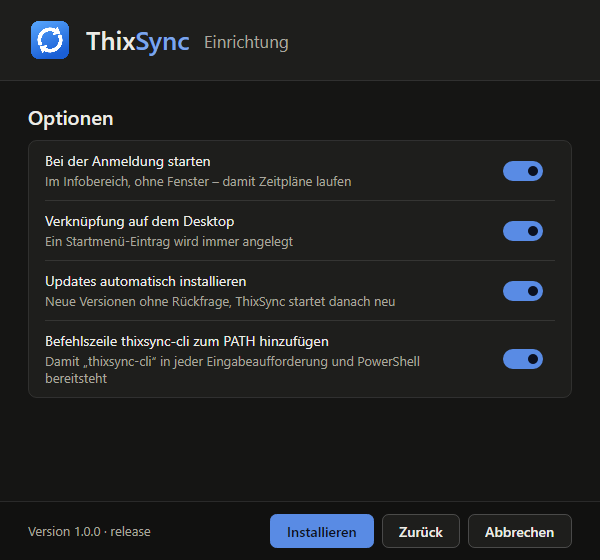 ThixSync Einrichtung
Optionen
Bei der Anmeldung starten
Im Infobereich, ohne Fenster – damit Zeitpläne laufen
Verknüpfung auf dem Desktop
Ein Startmenü-Eintrag wird immer angelegt
Updates automatisch installieren
Neue Versionen ohne Rückfrage, ThixSync startet danach neu
Befehlszeile thixsync-cli zum PATH hinzufügen
Damit „thixsync-cli“ in jeder Eingabeaufforderung und PowerShell
bereitsteht
Version 1.0.0 · release
Installieren
Zurück
Abbrechen